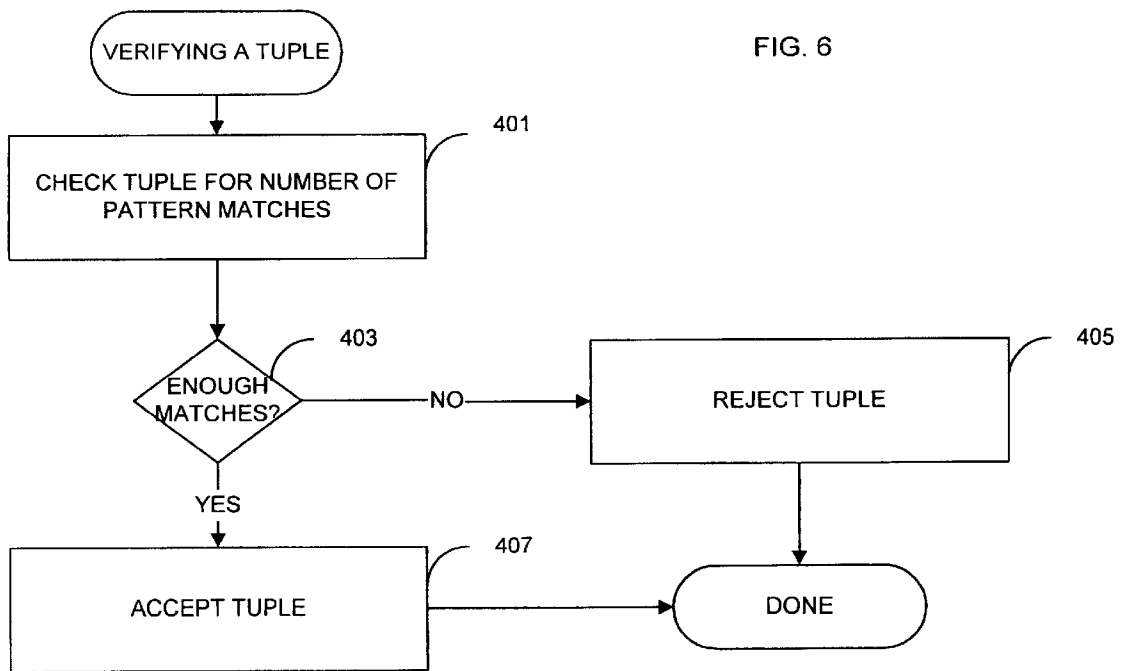 VERIFYING A TUPLE
FIG. 6
401
CHECK TUPLE FOR NUMBER OF
PATTERN MATCHES
403
ENOUGH
MATCHES?
NO
405
REJECT TUPLE
YES
407
ACCEPT TUPLE
DONE